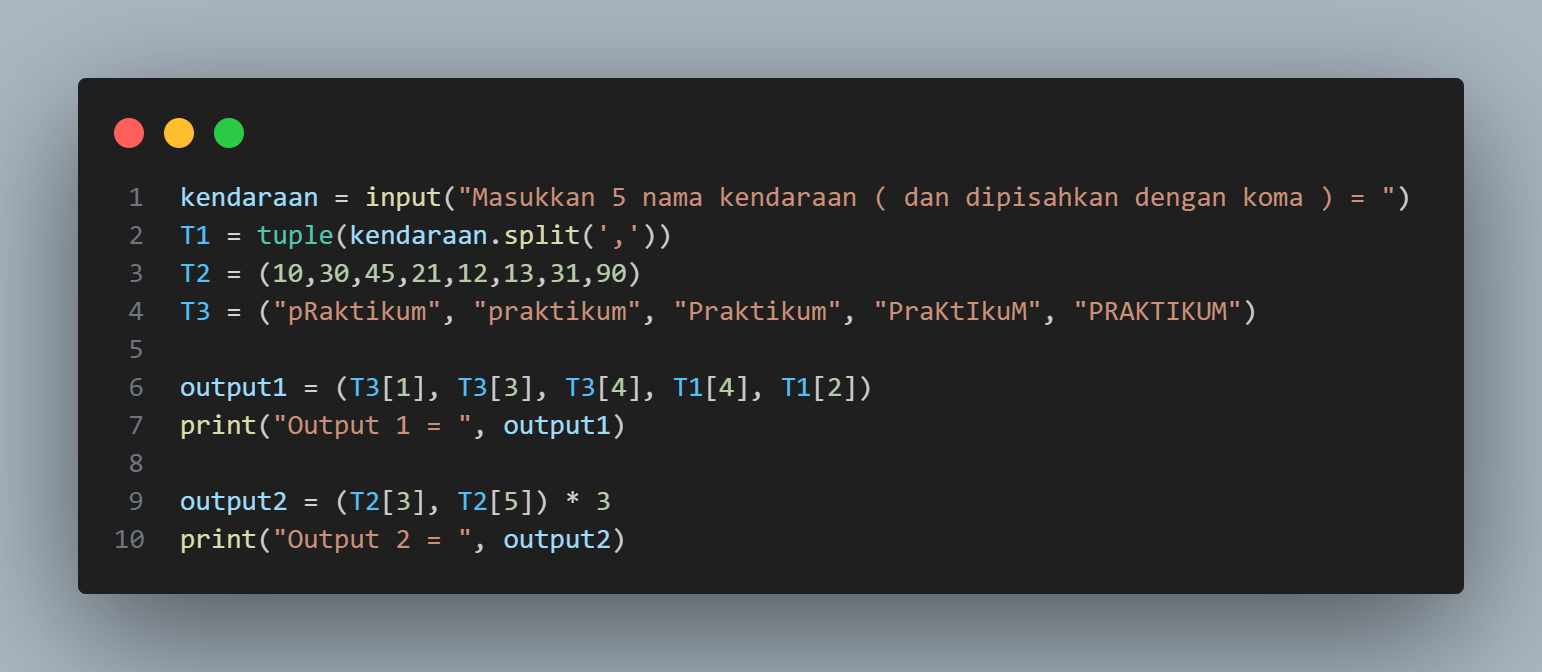 1 kendaraan = input("Masukkan 5 nama kendaraan ( dan dipisahkan dengan koma ) = ")
2 T1 = tuple(kendaraan.split(','))
3 T2 = (10,30,45,21,12,13,31,90)
4 T3 = ("pRaktikum", "praktikum", "Praktikum", "PraKtIkuM", "PRAKTIKUM")
5
6 output1 = (T3[1], T3[3], T3[4], T1[4], T1[2])
7 print("Output 1 = ", output1)
8
9 output2 = (T2[3], T2[5]) * 3
10 print("Output 2 = ", output2)